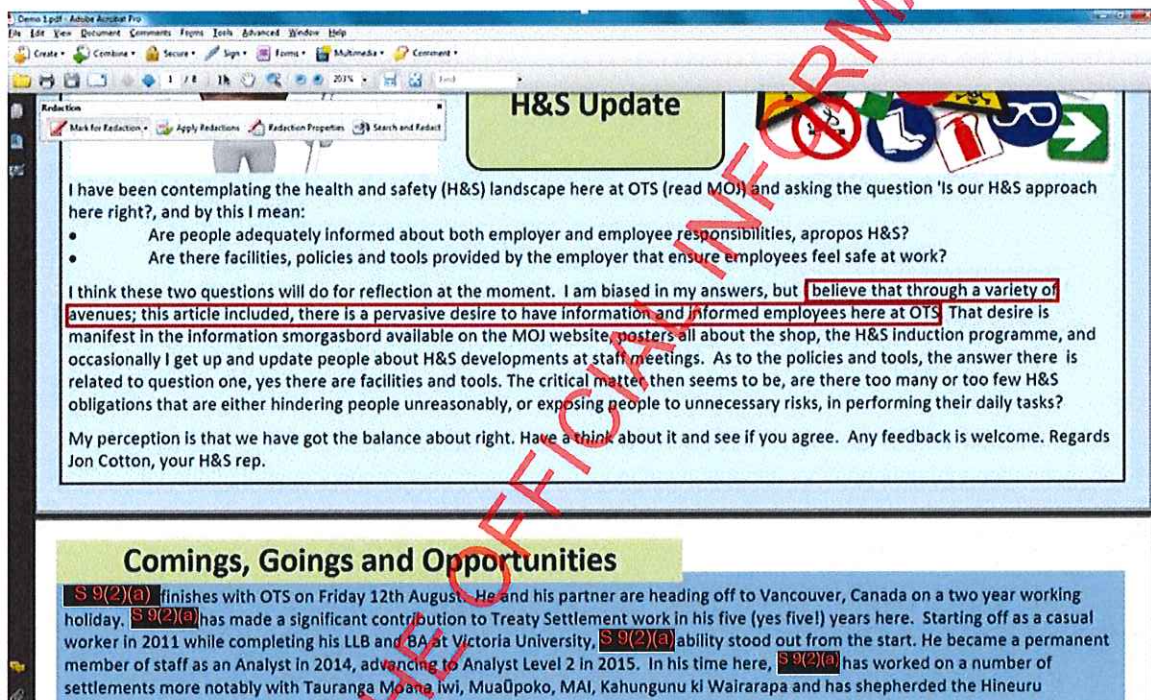 Demo 1.pdf - Adobe Acrobat Pro
File Edit View Document Comments Forms Tools Advanced Window Help
Create Combine Secure Sign Forms Multimedia Comment
1 / 8 203% Find
Redaction
Mark for Redaction Apply Redactions Redaction Properties Search and Redact
H&S Update
I have been contemplating the health and safety (H&S) landscape here at OTS (read MOJ) and asking the question 'Is our H&S approach
here right?, and by this I mean:
• Are people adequately informed about both employer and employee responsibilities, apropos H&S?
• Are there facilities, policies and tools provided by the employer that ensure employees feel safe at work?
I think these two questions will do for reflection at the moment. I am biased in my answers, but I believe that through a variety of
avenues; this article included, there is a pervasive desire to have information and informed employees here at OTS. That desire is
manifest in the information smorgasbord available on the MOJ website, posters all about the shop, the H&S induction programme, and
occasionally I get up and update people about H&S developments at staff meetings. As to the policies and tools, the answer there is
related to question one, yes there are facilities and tools. The critical matter then seems to be, are there too many or too few H&S
obligations that are either hindering people unreasonably, or exposing people to unnecessary risks, in performing their daily tasks?
My perception is that we have got the balance about right. Have a think about it and see if you agree. Any feedback is welcome. Regards
Jon Cotton, your H&S rep.
Comings, Goings and Opportunities
S 9(2)(a) finishes with OTS on Friday 12th August. He and his partner are heading off to Vancouver, Canada on a two year working
holiday. S 9(2)(a) has made a significant contribution to Treaty Settlement work in his five (yes five!) years here. Starting off as a casual
worker in 2011 while completing his LLB and BA at Victoria University, S 9(2)(a) ability stood out from the start. He became a permanent
member of staff as an Analyst in 2014, advancing to Analyst Level 2 in 2015. In his time here, S 9(2)(a) has worked on a number of
settlements more notably with Tauranga Moana iwi, Muaūpoko, MAI, Kahungunu ki Wairarapa and has shepherded the Hineuru
THE OFFICIAL INFORMA